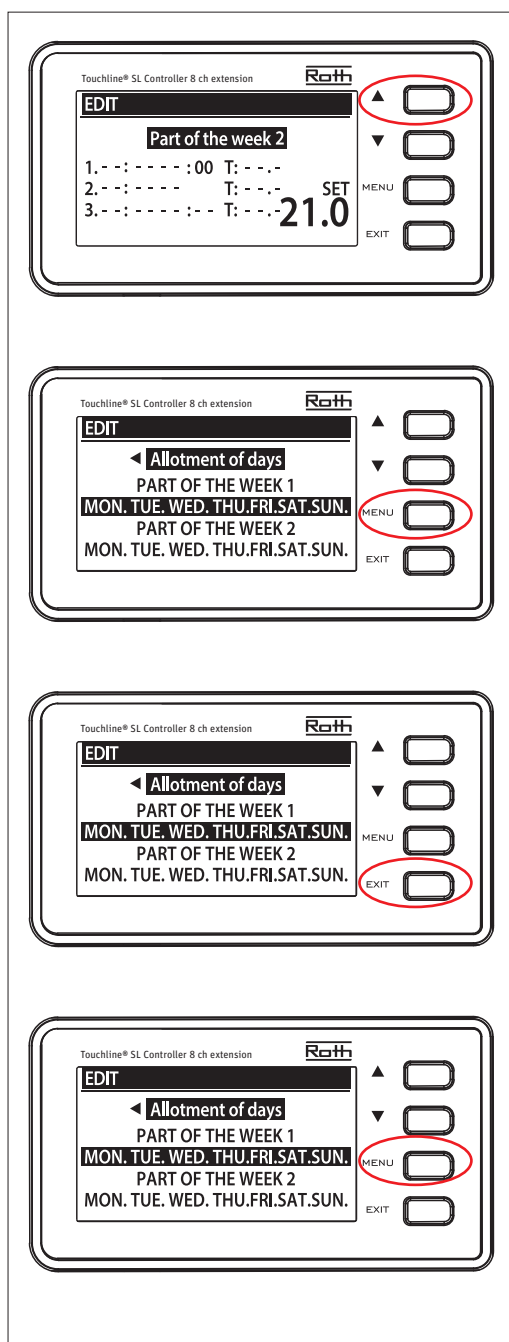 Touchline® SL Controller 8 ch extension Roth
EDIT
▲
Part of the week 2
▼
1.- - : - - - - : 00 T: - - . -
2.- - : - - - - T: - - . - SET
MENU
3.- - : - - - - : - - T: - - . - 21.0
EXIT
Touchline® SL Controller 8 ch extension Roth
EDIT
▲
◀ Allotment of days
▼
PART OF THE WEEK 1
MON. TUE. WED. THU.FRI.SAT.SUN.
MENU
PART OF THE WEEK 2
MON. TUE. WED. THU.FRI.SAT.SUN.
EXIT
Touchline® SL Controller 8 ch extension Roth
EDIT
▲
◀ Allotment of days
▼
PART OF THE WEEK 1
MON. TUE. WED. THU.FRI.SAT.SUN.
MENU
PART OF THE WEEK 2
MON. TUE. WED. THU.FRI.SAT.SUN.
EXIT
Touchline® SL Controller 8 ch extension Roth
EDIT
▲
◀ Allotment of days
▼
PART OF THE WEEK 1
MON. TUE. WED. THU.FRI.SAT.SUN.
MENU
PART OF THE WEEK 2
MON. TUE. WED. THU.FRI.SAT.SUN.
EXIT